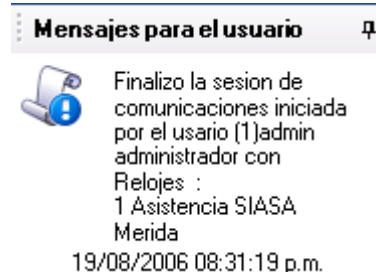 Mensajes para el usuario
Finalizo la sesion de
comunicaciones iniciada
por el usario (1)admin
administrador con
Relojes :
1 Asistencia SIASA
Merida
19/08/2006 08:31:19 p.m.